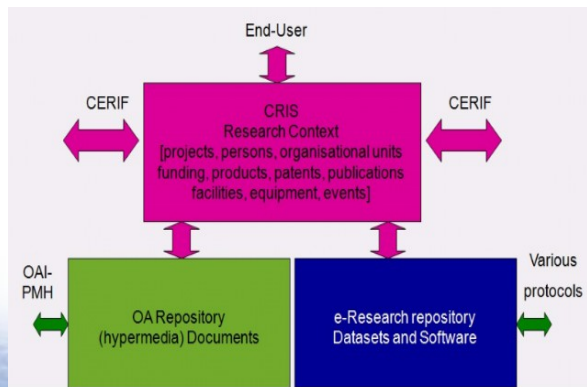 End-User
CERIF
CERIF
CRIS
Research Context
[projects, persons, organisational units
funding, products, patents, publications
facilities, equipment, events]
OAI-
PMH
OA Repository
(hypermedia) Documents
e-Research repository
Datasets and Software
Various
protocols